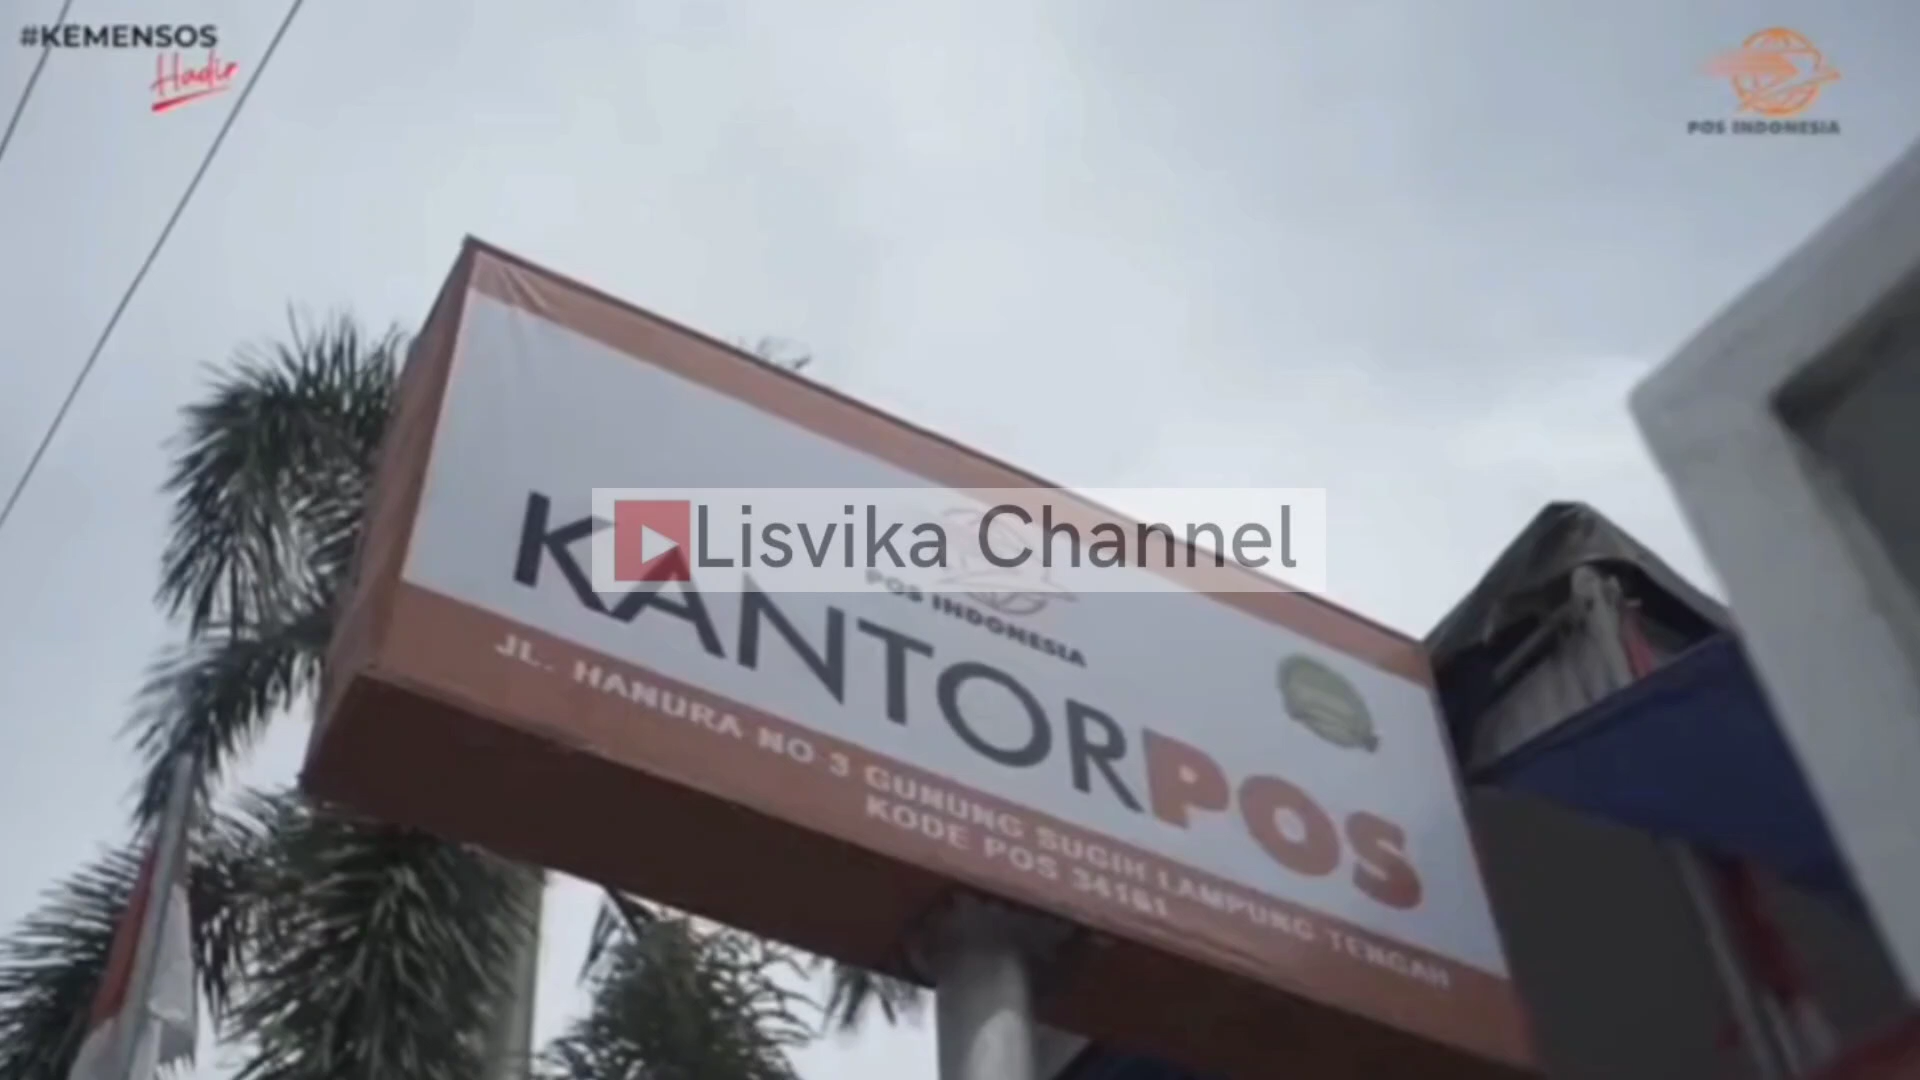 #KEMENSOS
Hadir
POS INDONESIA
Lisvika Channel
POS INDONESIA
KANTORPOS
JL. HANURA NO 3 GUNUNG SUGIH LAMPUNG TENGAH
KODE POS 34161